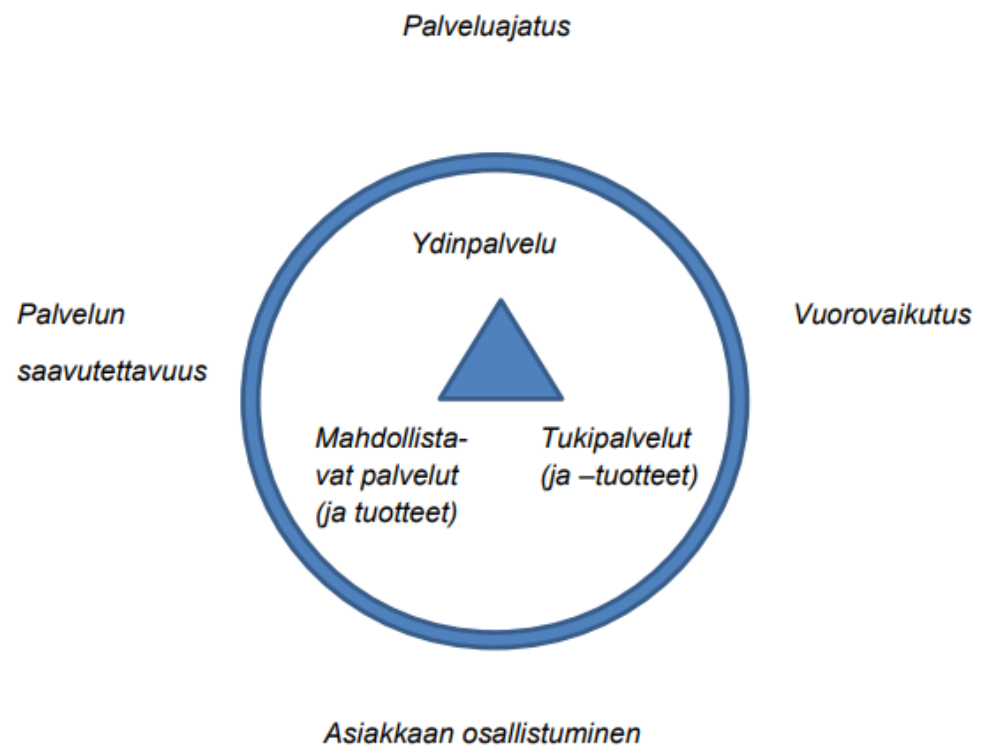 Palveluajatus
Ydinpalvelu
Palvelun
saavutettavuus
Vuorovaikutus
Mahdollista-
vat palvelut
(ja tuotteet)
Tukipalvelut
(ja –tuotteet)
Asiakkaan osallistuminen